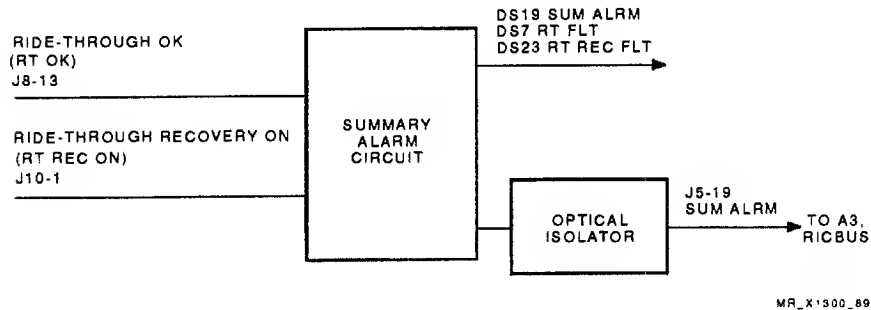 RIDE-THROUGH OK
(RT OK)
J8-13
RIDE-THROUGH RECOVERY ON
(RT REC ON)
J10-1
SUMMARY
ALARM
CIRCUIT
DS19 SUM ALRM
DS7 RT FLT
DS23 RT REC FLT
OPTICAL
ISOLATOR
J5-19
SUM ALRM
TO A3,
RICBUS
MR_X1300_89